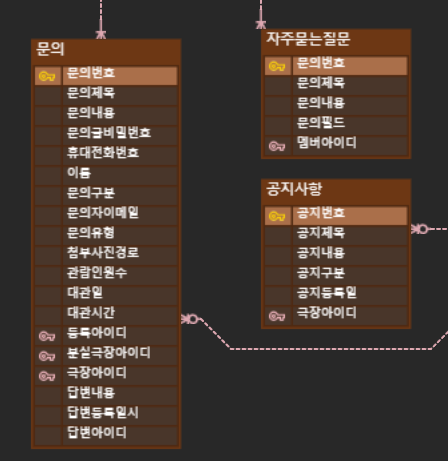 문의
문의번호
문의제목
문의내용
문의글비밀번호
휴대전화번호
이름
문의구분
문의자이메일
문의유형
첨부사진경로
관람인원수
대관일
대관시간
등록아이디
분실극장아이디
극장아이디
답변내용
답변등록일시
답변아이디
자주묻는질문
문의번호
문의제목
문의내용
문의필드
멤버아이디
공지사항
공지번호
공지제목
공지내용
공지구분
공지등록일
극장아이디